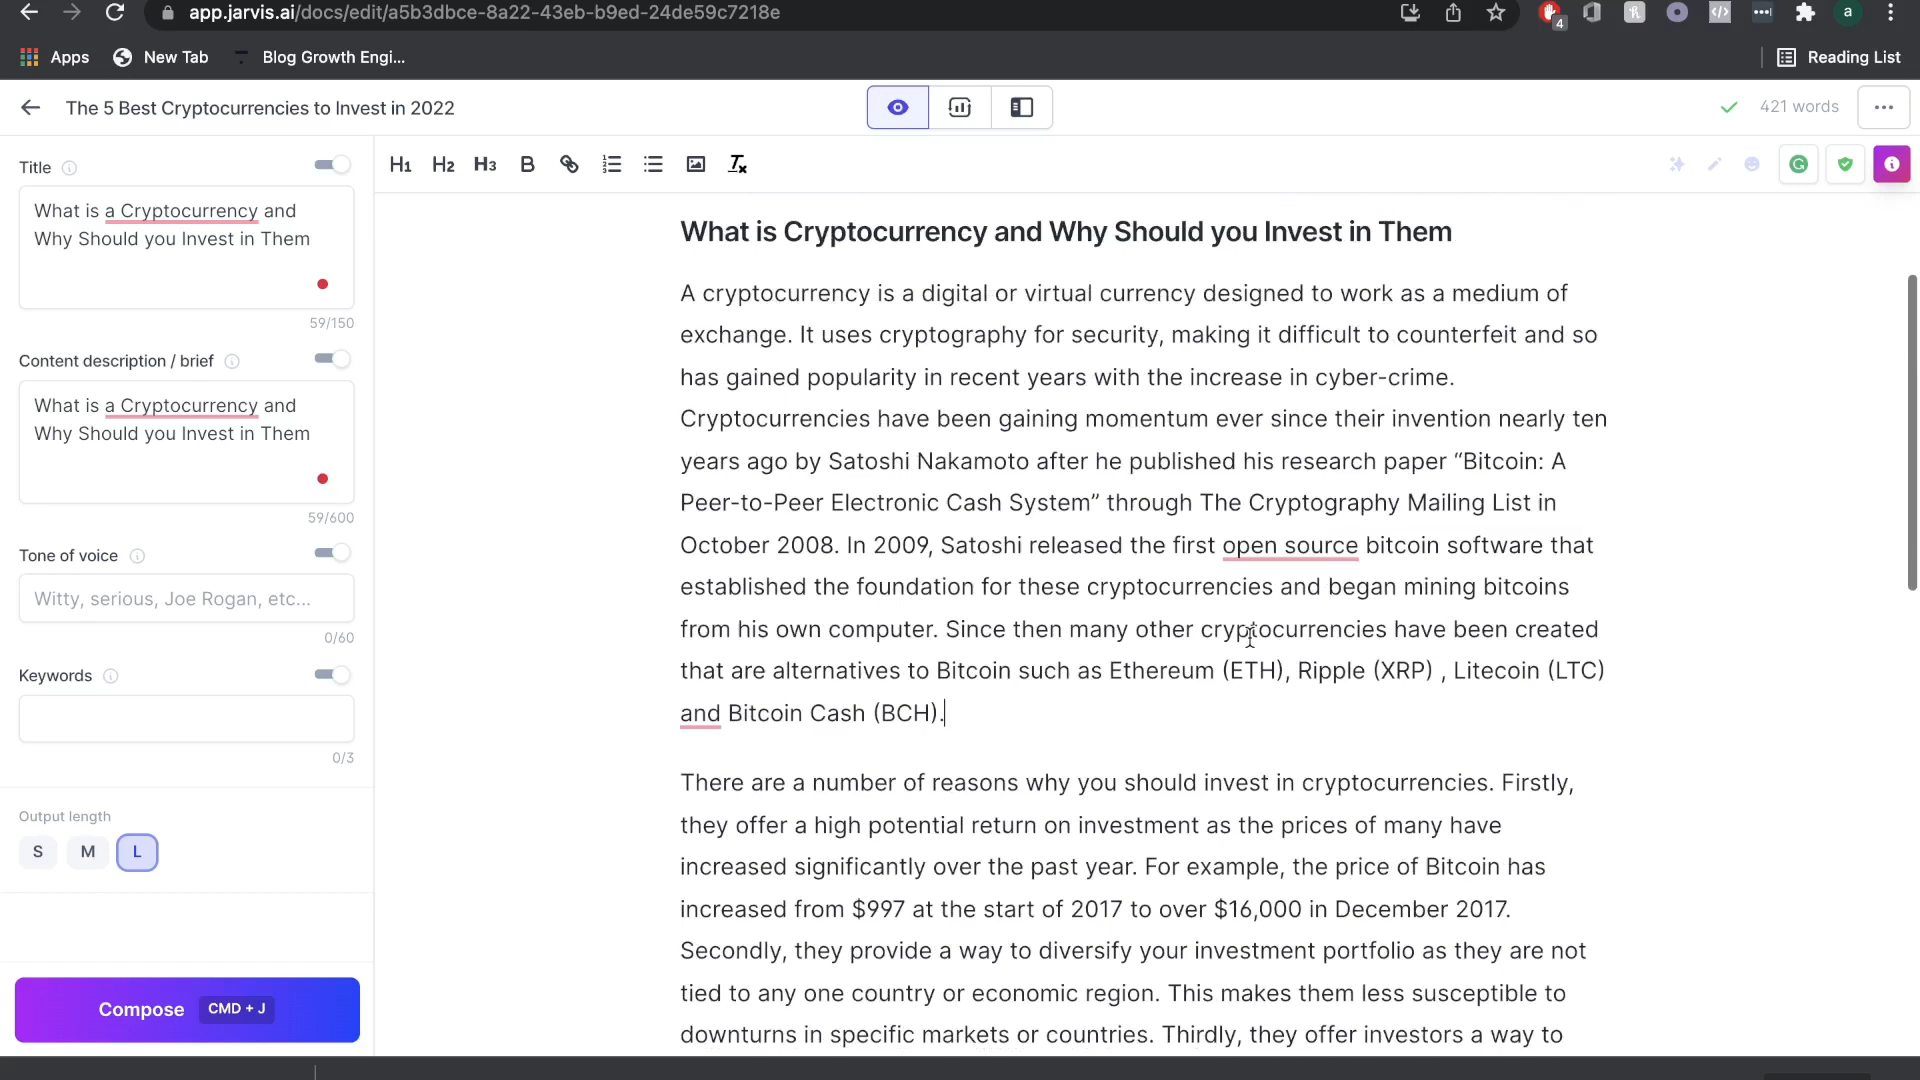 app.jarvis.ai/docs/edit/a5b3dbce-8a22-43eb-b9ed-24de59c7218e
4
a
Apps
New Tab
Blog Growth Engi...
Reading List
The 5 Best Cryptocurrencies to Invest in 2022
421 words
Title
What is a Cryptocurrency and
Why Should you Invest in Them
59/150
Content description / brief
What is a Cryptocurrency and
Why Should you Invest in Them
59/600
Tone of voice
Witty, serious, Joe Rogan, etc...
0/60
Keywords
0/3
Output length
S M L
Compose CMD + J
H1 H2 H3 B
What is Cryptocurrency and Why Should you Invest in Them
A cryptocurrency is a digital or virtual currency designed to work as a medium of
exchange. It uses cryptography for security, making it difficult to counterfeit and so
has gained popularity in recent years with the increase in cyber-crime.
Cryptocurrencies have been gaining momentum ever since their invention nearly ten
years ago by Satoshi Nakamoto after he published his research paper “Bitcoin: A
Peer-to-Peer Electronic Cash System” through The Cryptography Mailing List in
October 2008. In 2009, Satoshi released the first open source bitcoin software that
established the foundation for these cryptocurrencies and began mining bitcoins
from his own computer. Since then many other cryptocurrencies have been created
that are alternatives to Bitcoin such as Ethereum (ETH), Ripple (XRP) , Litecoin (LTC)
and Bitcoin Cash (BCH).
There are a number of reasons why you should invest in cryptocurrencies. Firstly,
they offer a high potential return on investment as the prices of many have
increased significantly over the past year. For example, the price of Bitcoin has
increased from $997 at the start of 2017 to over $16,000 in December 2017.
Secondly, they provide a way to diversify your investment portfolio as they are not
tied to any one country or economic region. This makes them less susceptible to
downturns in specific markets or countries. Thirdly, they offer investors a way to